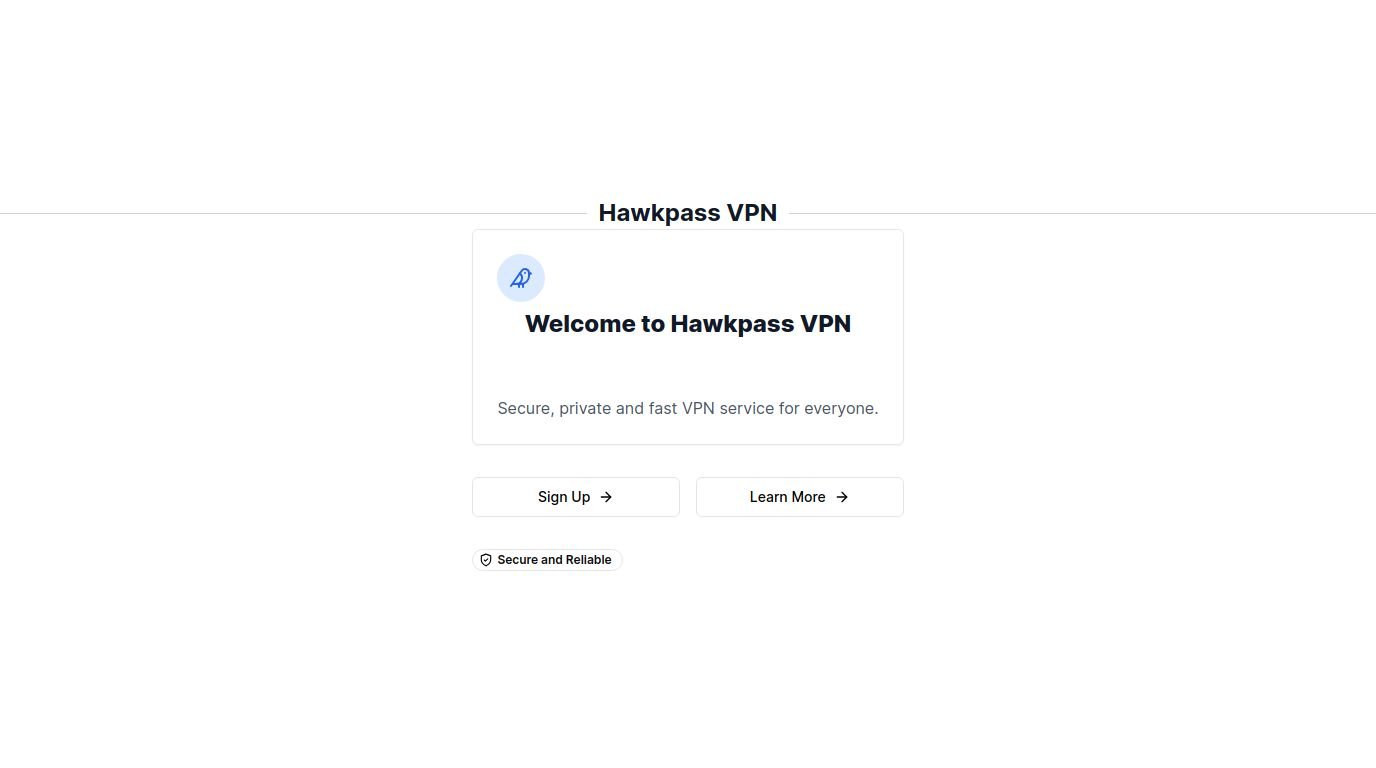 Hawkpass VPN
Welcome to Hawkpass VPN
Secure, private and fast VPN service for everyone.
Sign Up
Learn More
Secure and Reliable